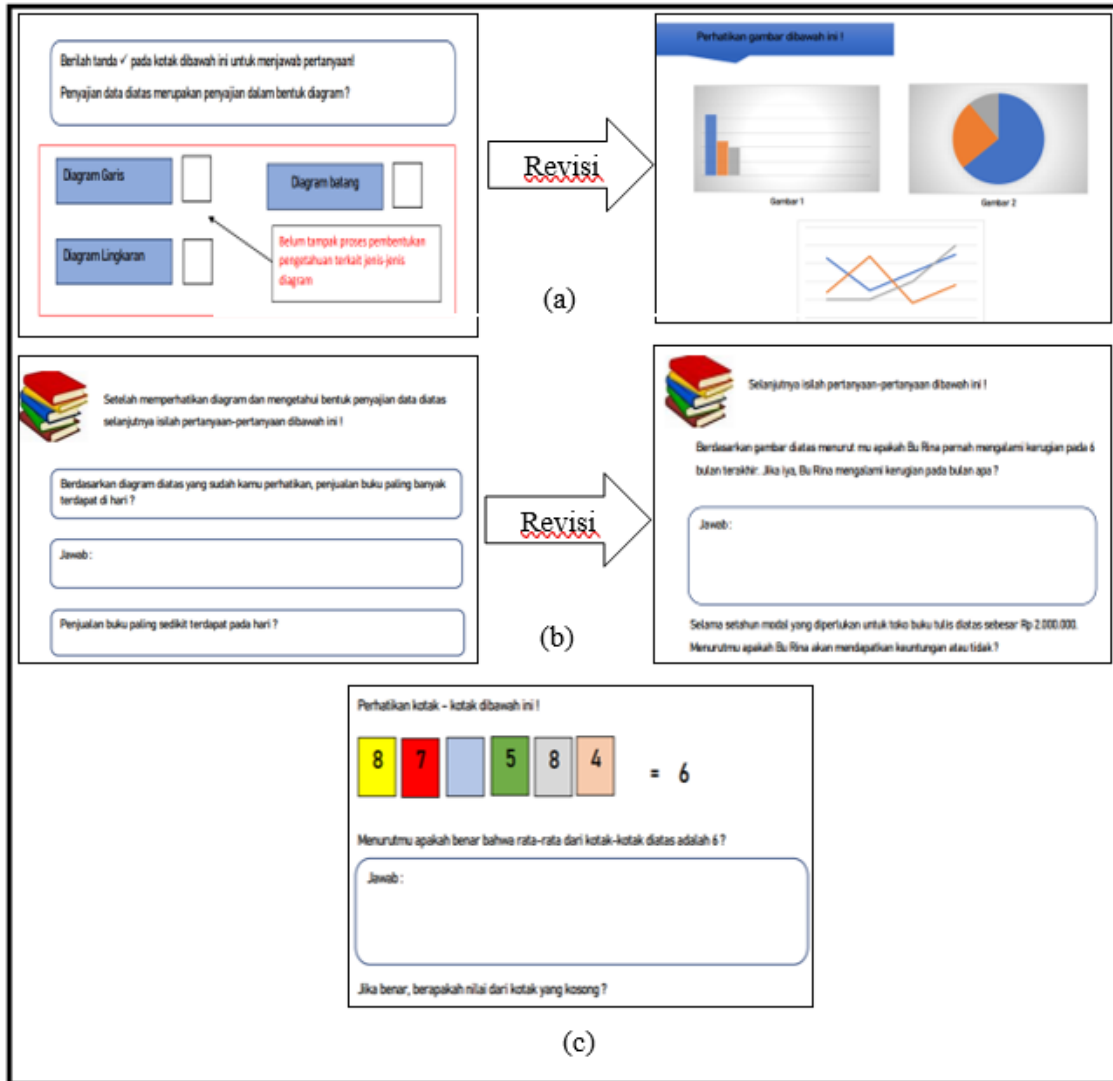 Berilah tanda ✓ pada kotak dibawah ini untuk menjawab pertanyaan!
Penyajian data diatas merupakan penyajian dalam bentuk diagram ?
Diagram Garis
Diagram batang
Diagram Lingkaran
Belum tampak proses pembentukan
pengetahuan terkait jenis-jenis
diagram
Revisi
Perhatikan gambar dibawah ini !
Gambar 1
Gambar 2
(a)
Setelah memperhatikan diagram dan mengetahui bentuk penyajian data diatas
selanjutnya isilah pertanyaan-pertanyaan dibawah ini !
Berdasarkan diagram diatas yang sudah kamu perhatikan, penjualan buku paling banyak
terdapat di hari ?
Jawab :
Penjualan buku paling sedikit terdapat pada hari ?
Revisi
Selanjutnya isilah pertanyaan-pertanyaan dibawah ini !
Berdasarkan gambar diatas menurut mu apakah Bu Rina pernah mengalami kerugian pada 6
bulan terakhir. Jika iya, Bu Rina mengalami kerugian pada bulan apa ?
Jawab :
Selama setahun modal yang diperlukan untuk toko buku tulis diatas sebesar Rp 2.000.000.
Menurutmu apakah Bu Rina akan mendapatkan keuntungan atau tidak ?
(b)
Perhatikan kotak - kotak dibawah ini !
8 7 5 8 4 = 6
Menurutmu apakah benar bahwa rata-rata dari kotak-kotak diatas adalah 6 ?
Jawab :
Jika benar, berapakah nilai dari kotak yang kosong ?
(c)